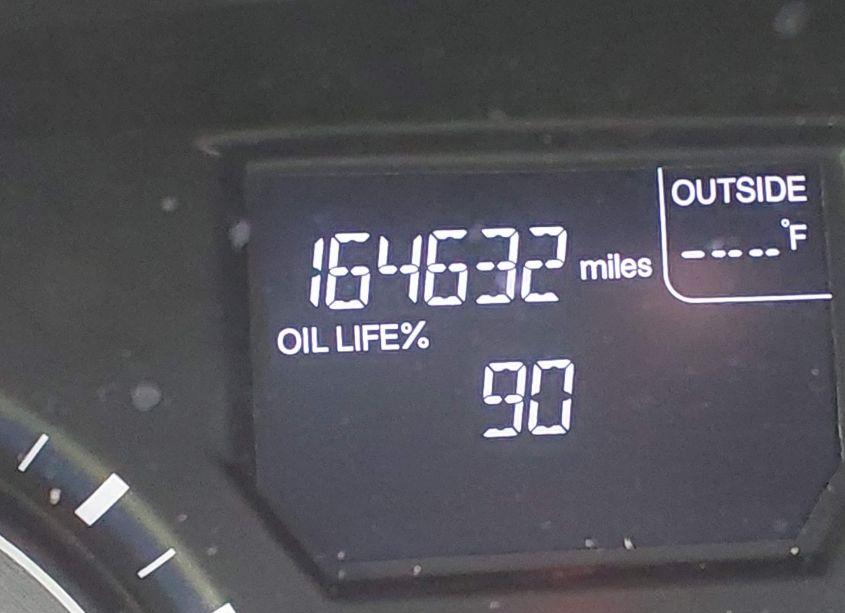 OUTSIDE
----°F
164632 miles
OIL LIFE%
90